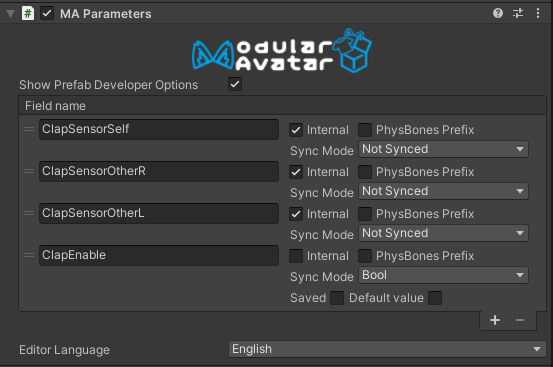 MA Parameters
Modular
Avatar
Show Prefab Developer Options
Field name
ClapSensorSelf
Internal
PhysBones Prefix
Sync Mode
Not Synced
ClapSensorOtherR
Internal
PhysBones Prefix
Sync Mode
Not Synced
ClapSensorOtherL
Internal
PhysBones Prefix
Sync Mode
Not Synced
ClapEnable
Internal
PhysBones Prefix
Sync Mode
Bool
Saved
Default value
Editor Language
English